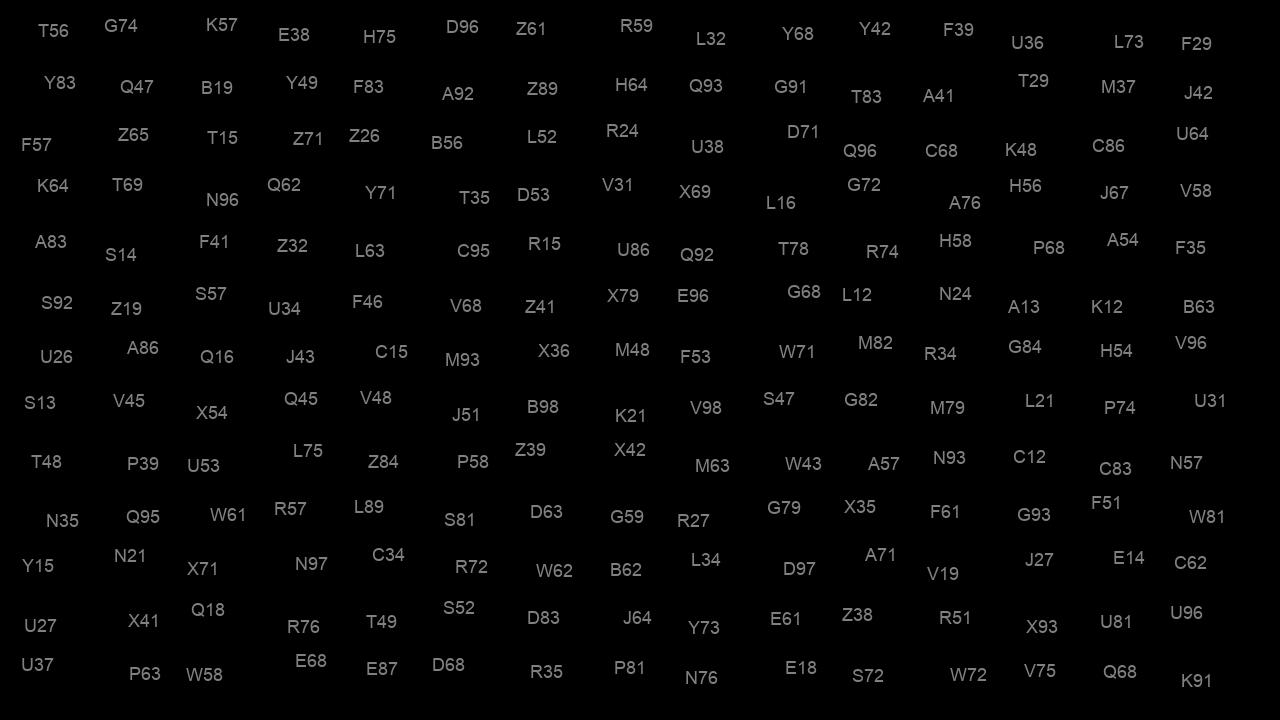 T56 G74 K57 E38 H75 D96 Z61 R59 L32 Y68 Y42 F39 U36 L73 F29
Y83 Q47 B19 Y49 F83 A92 Z89 H64 Q93 G91 T83 A41 T29 M37 J42
F57 Z65 T15 Z71 Z26 B56 L52 R24 U38 D71 Q96 C68 K48 C86 U64
K64 T69 N96 Q62 Y71 T35 D53 V31 X69 L16 G72 A76 H56 J67 V58
A83 S14 F41 Z32 L63 C95 R15 U86 Q92 T78 R74 H58 P68 A54 F35
S92 Z19 S57 U34 F46 V68 Z41 X79 E96 G68 L12 N24 A13 K12 B63
U26 A86 Q16 J43 C15 M93 X36 M48 F53 W71 M82 R34 G84 H54 V96
S13 V45 X54 Q45 V48 J51 B98 K21 V98 S47 G82 M79 L21 P74 U31
T48 P39 U53 L75 Z84 P58 Z39 X42 M63 W43 A57 N93 C12 C83 N57
N35 Q95 W61 R57 L89 S81 D63 G59 R27 G79 X35 F61 G93 F51 W81
Y15 N21 X71 N97 C34 R72 W62 B62 L34 D97 A71 V19 J27 E14 C62
U27 X41 Q18 R76 T49 S52 D83 J64 Y73 E61 Z38 R51 X93 U81 U96
U37 P63 W58 E68 E87 D68 R35 P81 N76 E18 S72 W72 V75 Q68 K91